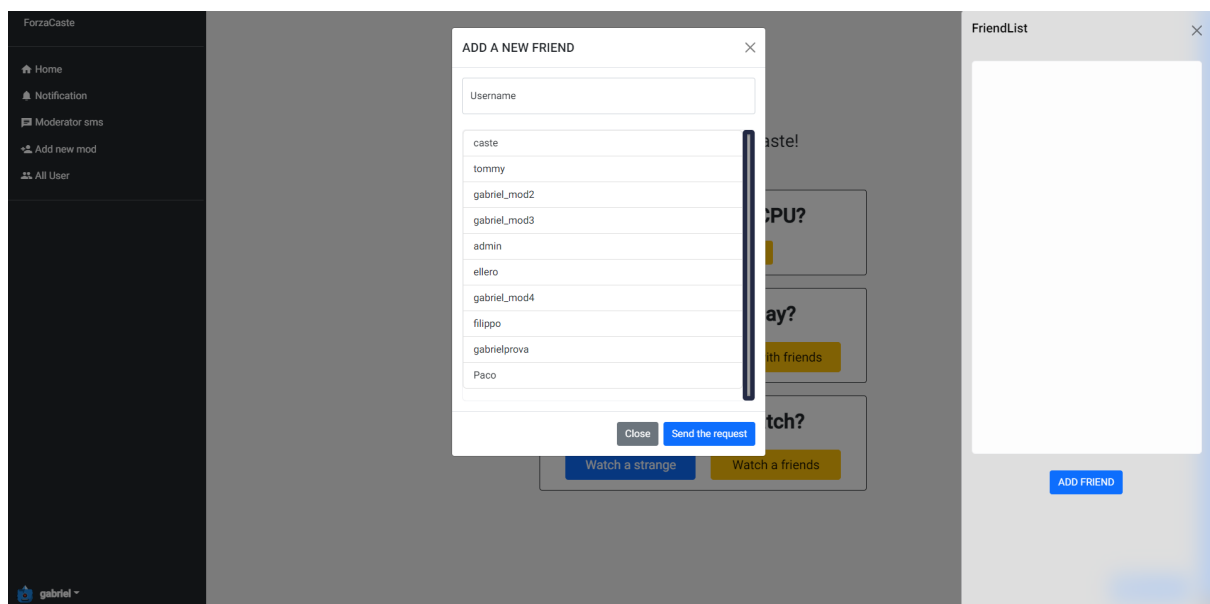 ForzaCaste
Home
Notification
Moderator sms
Add new mod
All User
gabriel
ADD A NEW FRIEND
Username
caste
tommy
gabriel_mod2
gabriel_mod3
admin
ellero
gabriel_mod4
filippo
gabrielprova
Paco
Close
Send the request
aste!
CPU?
ay?
ith friends
tch?
Watch a strange
Watch a friends
FriendList
ADD FRIEND